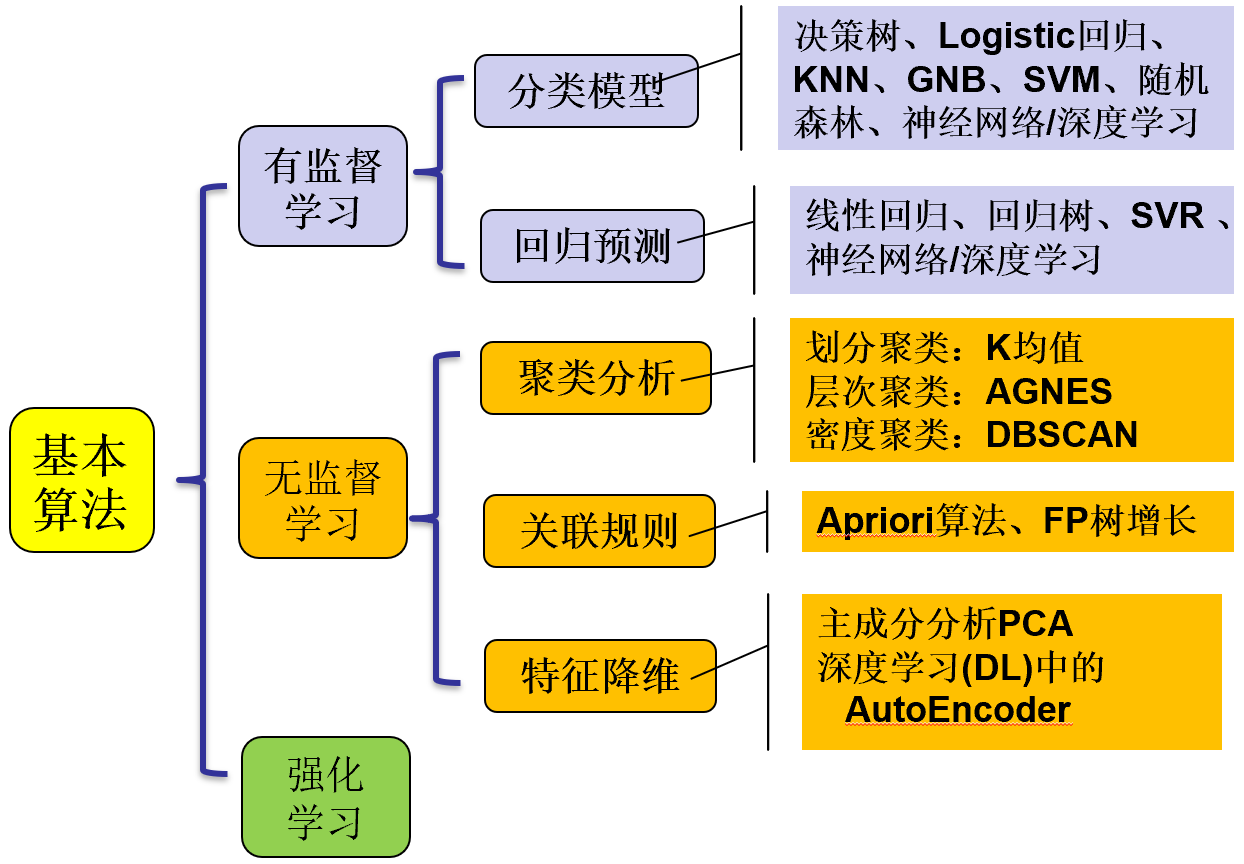 基本
算法
有监督
学习
分类模型
决策树、Logistic回归、
KNN、GNB、SVM、随机
森林、神经网络/深度学习
回归预测
线性回归、回归树、SVR 、
神经网络/深度学习
无监督
学习
聚类分析
划分聚类：K均值
层次聚类：AGNES
密度聚类：DBSCAN
关联规则
Apriori算法、FP树增长
特征降维
主成分分析PCA
深度学习(DL)中的
AutoEncoder
强化
学习